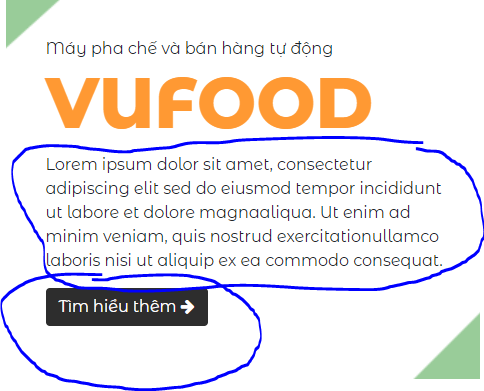 Máy pha chế và bán hàng tự động
VUFOOD
Lorem ipsum dolor sit amet, consectetur
adipiscing elit sed do eiusmod tempor incididunt
ut labore et dolore magnaaliqua. Ut enim ad
minim veniam, quis nostrud exercitationullamco
laboris nisi ut aliquip ex ea commodo consequat.
Tìm hiểu thêm